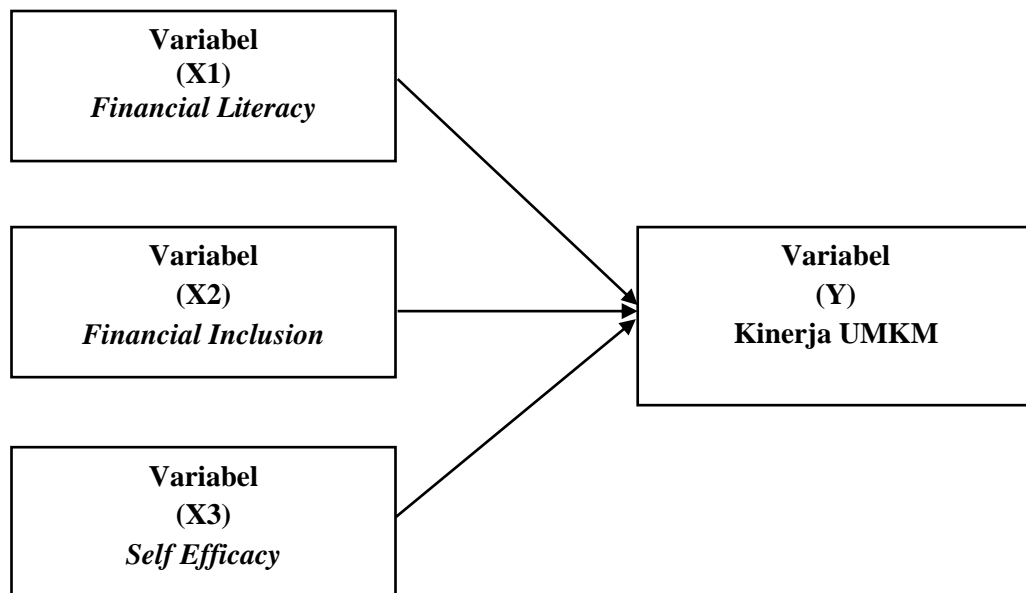 Variabel
(X1)
Financial Literacy
Variabel
(X2)
Financial Inclusion
Variabel
(Y)
Kinerja UMKM
Variabel
(X3)
Self Efficacy